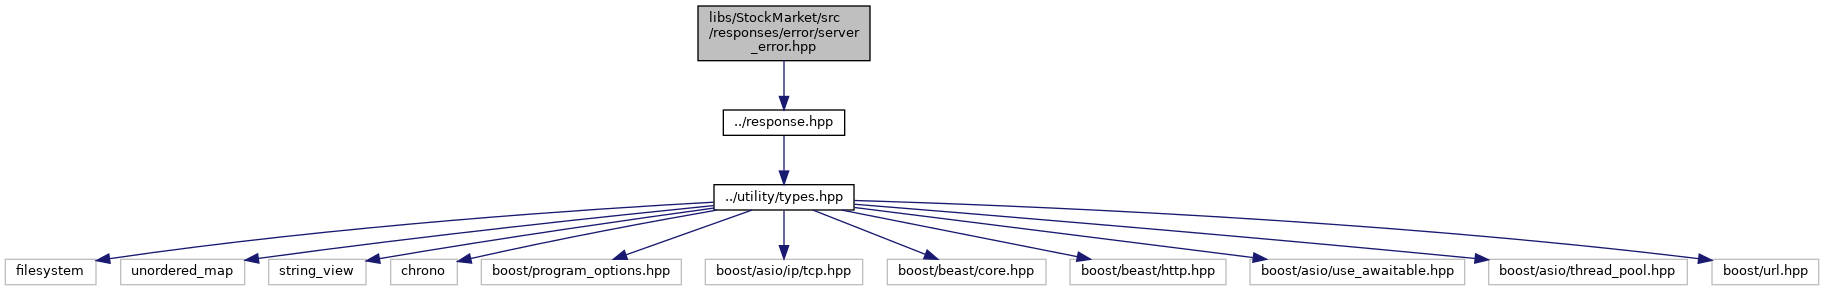 libs/StockMarket/src
/responses/error/server
_error.hpp
../response.hpp
../utility/types.hpp
filesystem
unordered_map
string_view
chrono
boost/program_options.hpp
boost/asio/ip/tcp.hpp
boost/beast/core.hpp
boost/beast/http.hpp
boost/asio/use_awaitable.hpp
boost/asio/thread_pool.hpp
boost/url.hpp